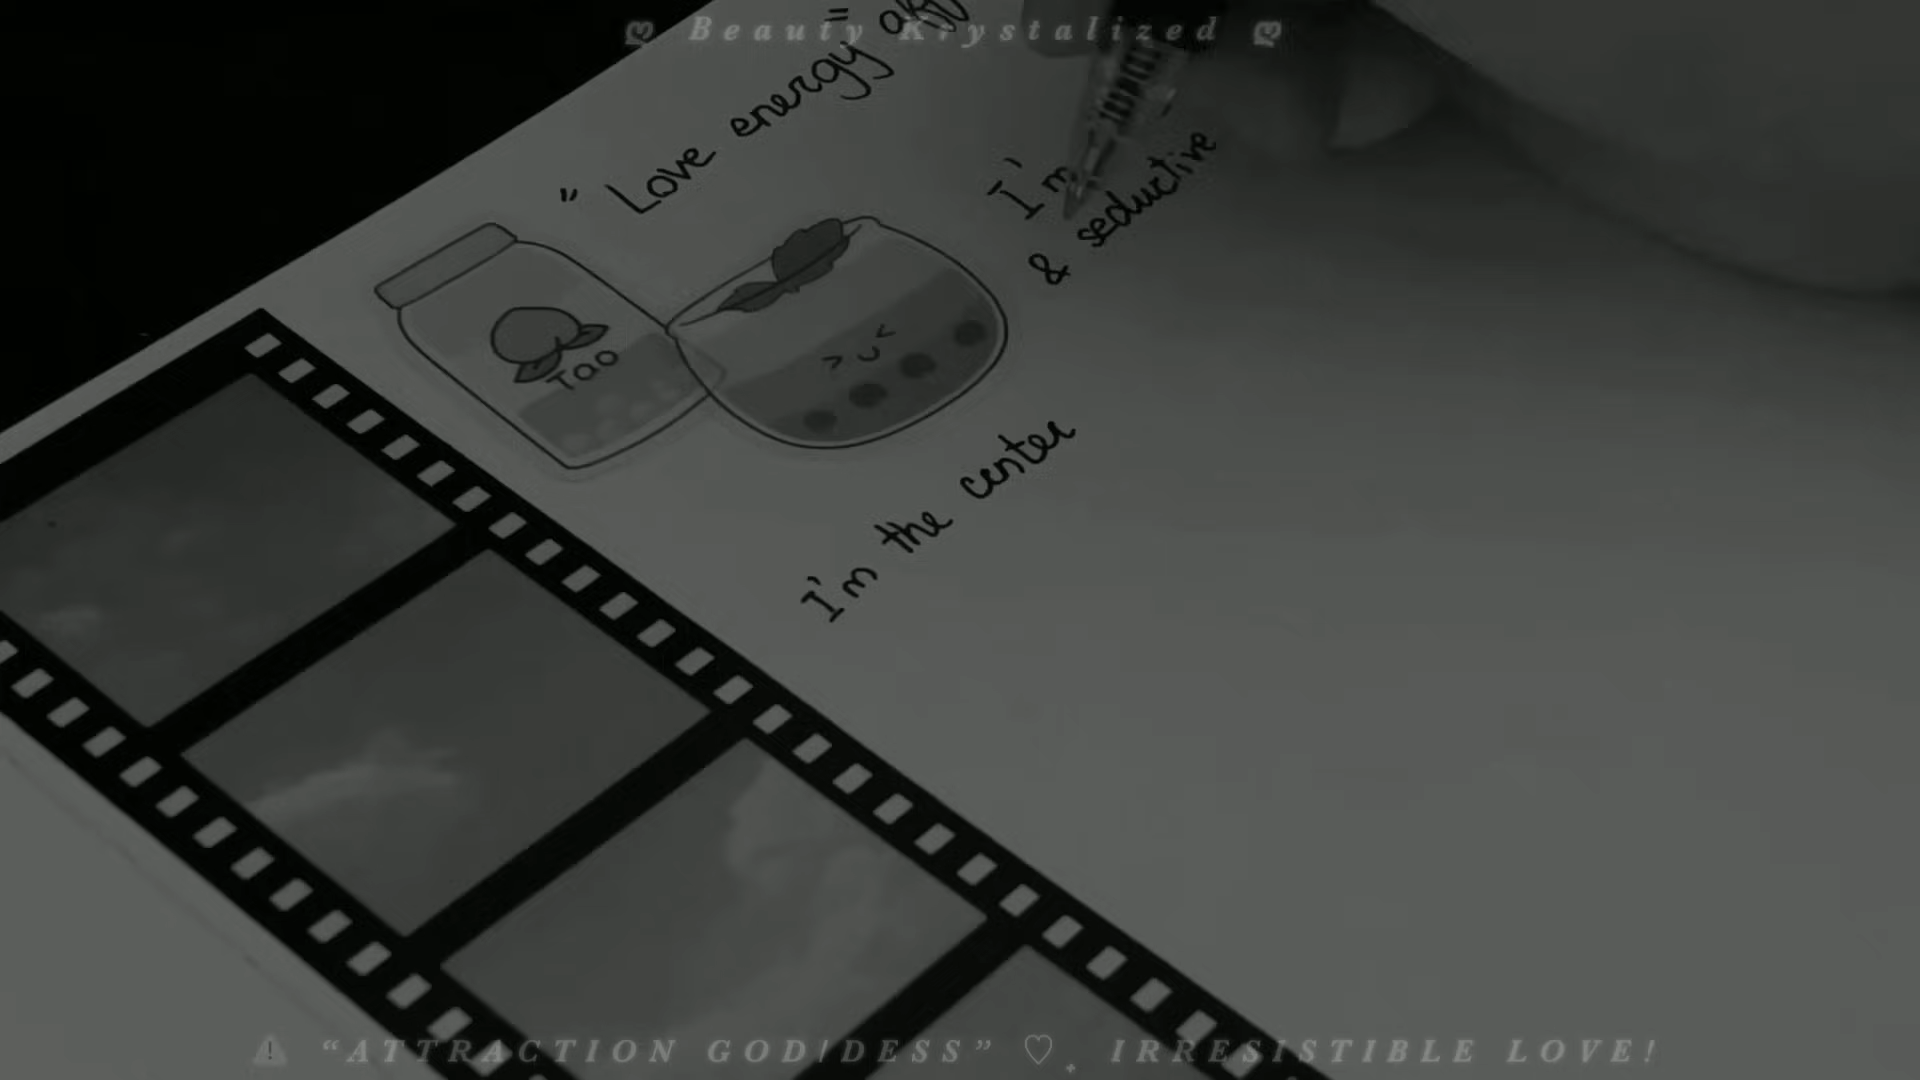 ღ Beauty Krystalized ღ
" Love energy "
I'm
& seductive
Tao
I'm the center
⚠ “ATTRACTION GOD/DESS” ♡ IRRESISTIBLE LOVE!